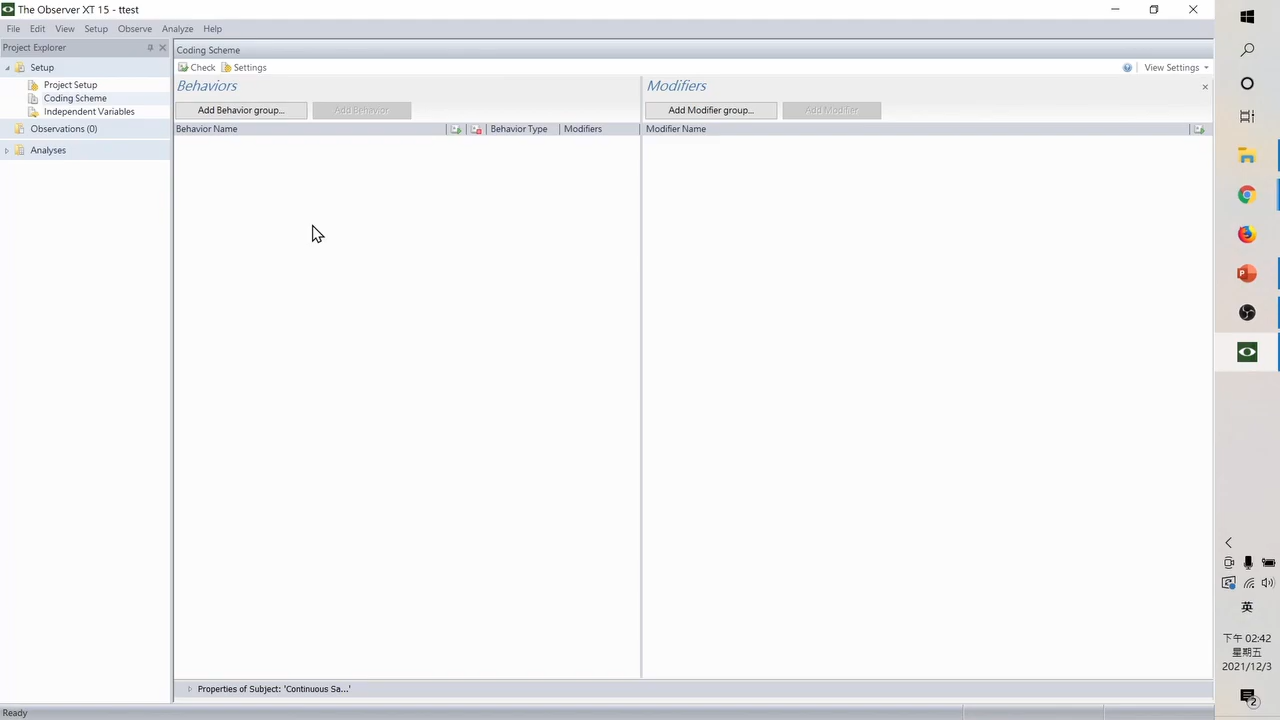 The Observer XT 15 - ttest
File Edit View Setup Observe Analyze Help
Project Explorer
Setup
Project Setup
Coding Scheme
Independent Variables
Observations (0)
Analyses
Coding Scheme
Check Settings
View Settings
Behaviors
Add Behavior group... Add Behavior
Behavior Name Behavior Type Modifiers
Modifiers
Add Modifier group... Add Modifier
Modifier Name
Properties of Subject: 'Continuous Sa...'
Ready
英
下午 02:42
星期五
2021/12/3
2